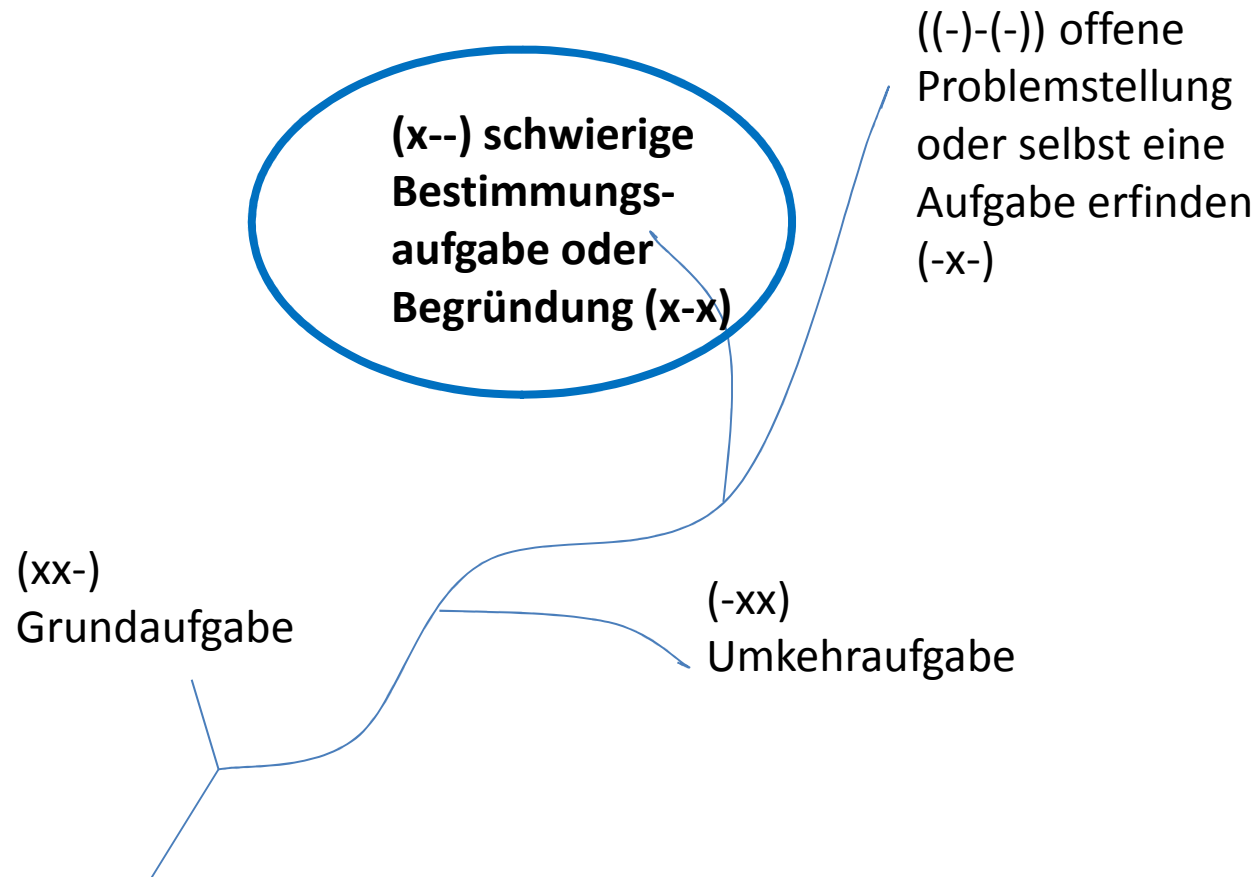 ((-)-(-)) offene
Problemstellung
oder selbst eine
Aufgabe erfinden
(-x-)
(x--) schwierige
Bestimmungs-
aufgabe oder
Begründung (x-x)
(xx-)
Grundaufgabe
(-xx)
Umkehraufgabe